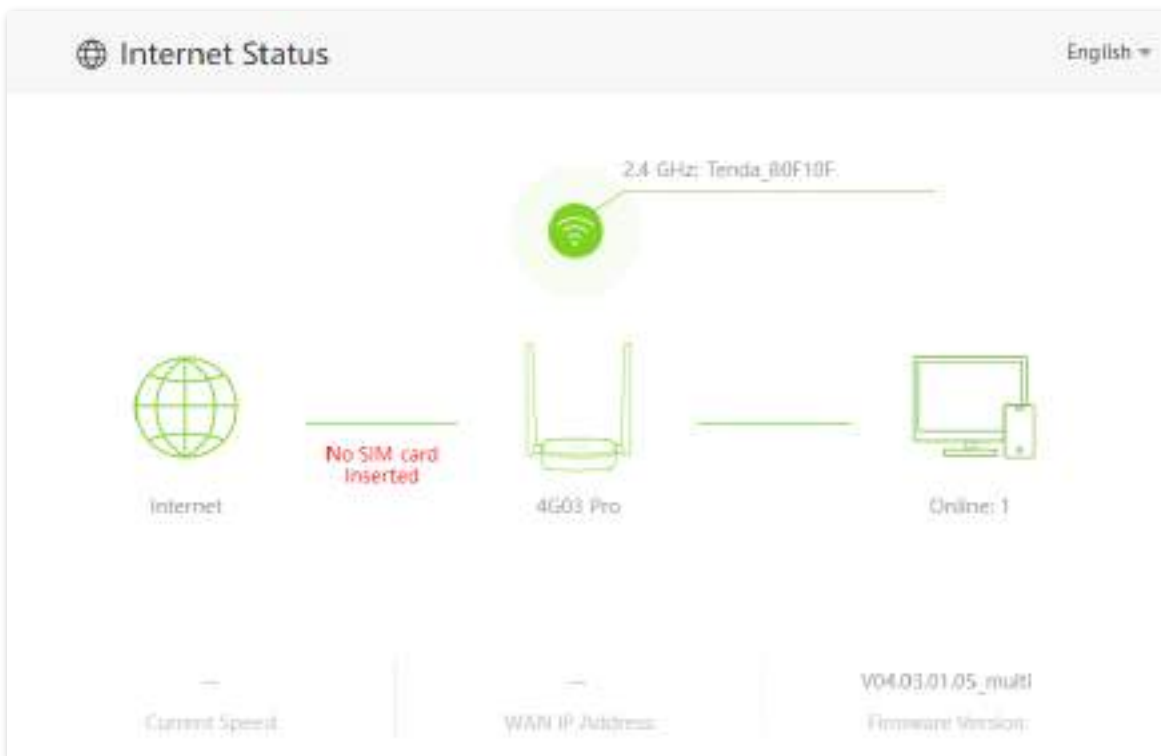 Internet Status
English
2.4 GHz: Tenda_80F10F
No SIM card
Inserted
Internet
4G03 Pro
Online: 1
---
---
V04.03.01.05_multi
Current Speed
WAN IP Address
Firmware Version